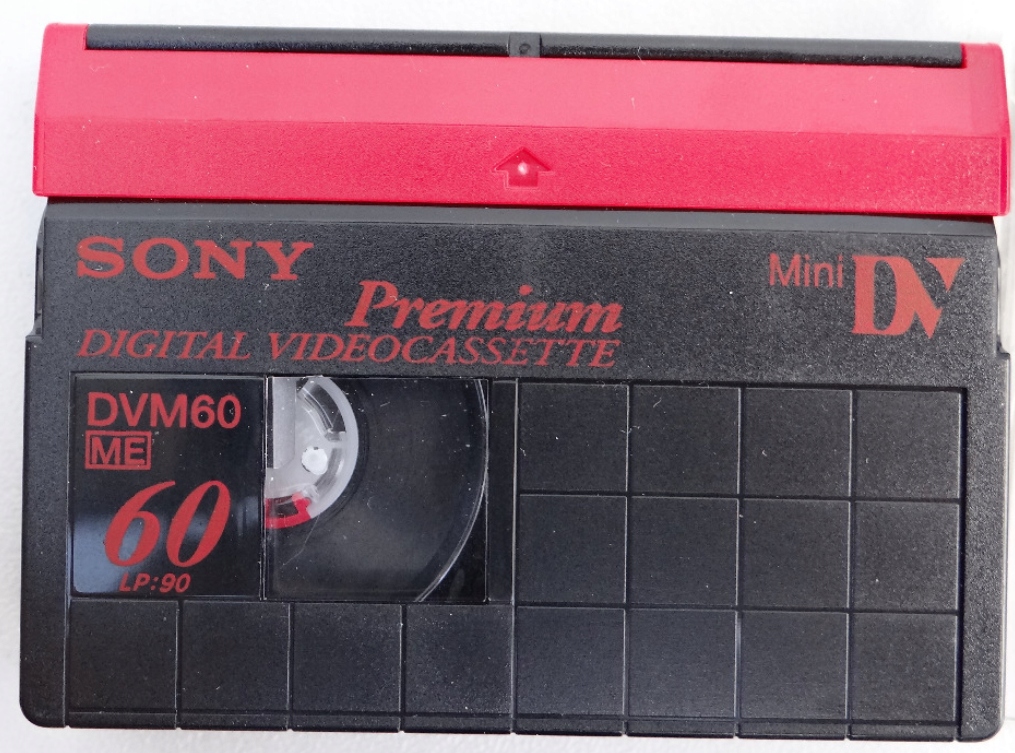 SONY
Mini DV
Premium
DIGITAL VIDEOCASSETTE
DVM60
ME
60
LP:90